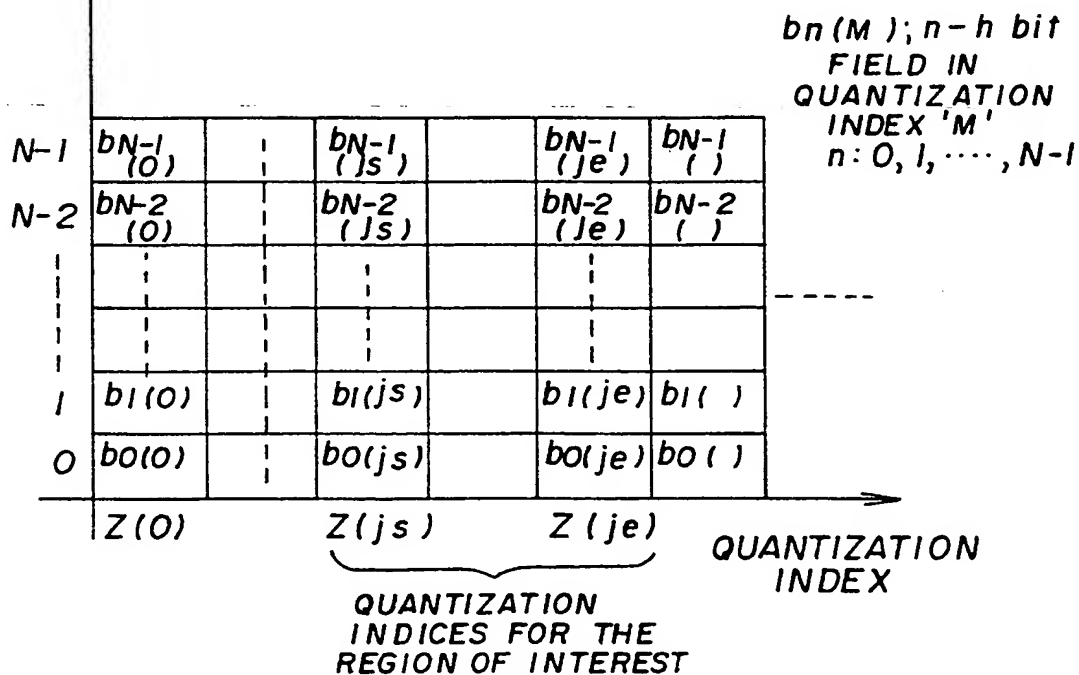 bn(M); n-h bit
FIELD IN
QUANTIZATION
INDEX 'M'
n: 0, 1, ····, N-1
N-1 bN-1 bN-1 bN-1 bN-1
(0) (js) (je) ( )
N-2 bN-2 bN-2 bN-2 bN-2
(0) (Js) (Je) ( )
1 b1(0) b1(js) b1(je) b1( )
0 b0(0) b0(js) b0(je) b0( )
Z(0) Z(js) Z(je)
QUANTIZATION
INDEX
QUANTIZATION
INDICES FOR THE
REGION OF INTEREST